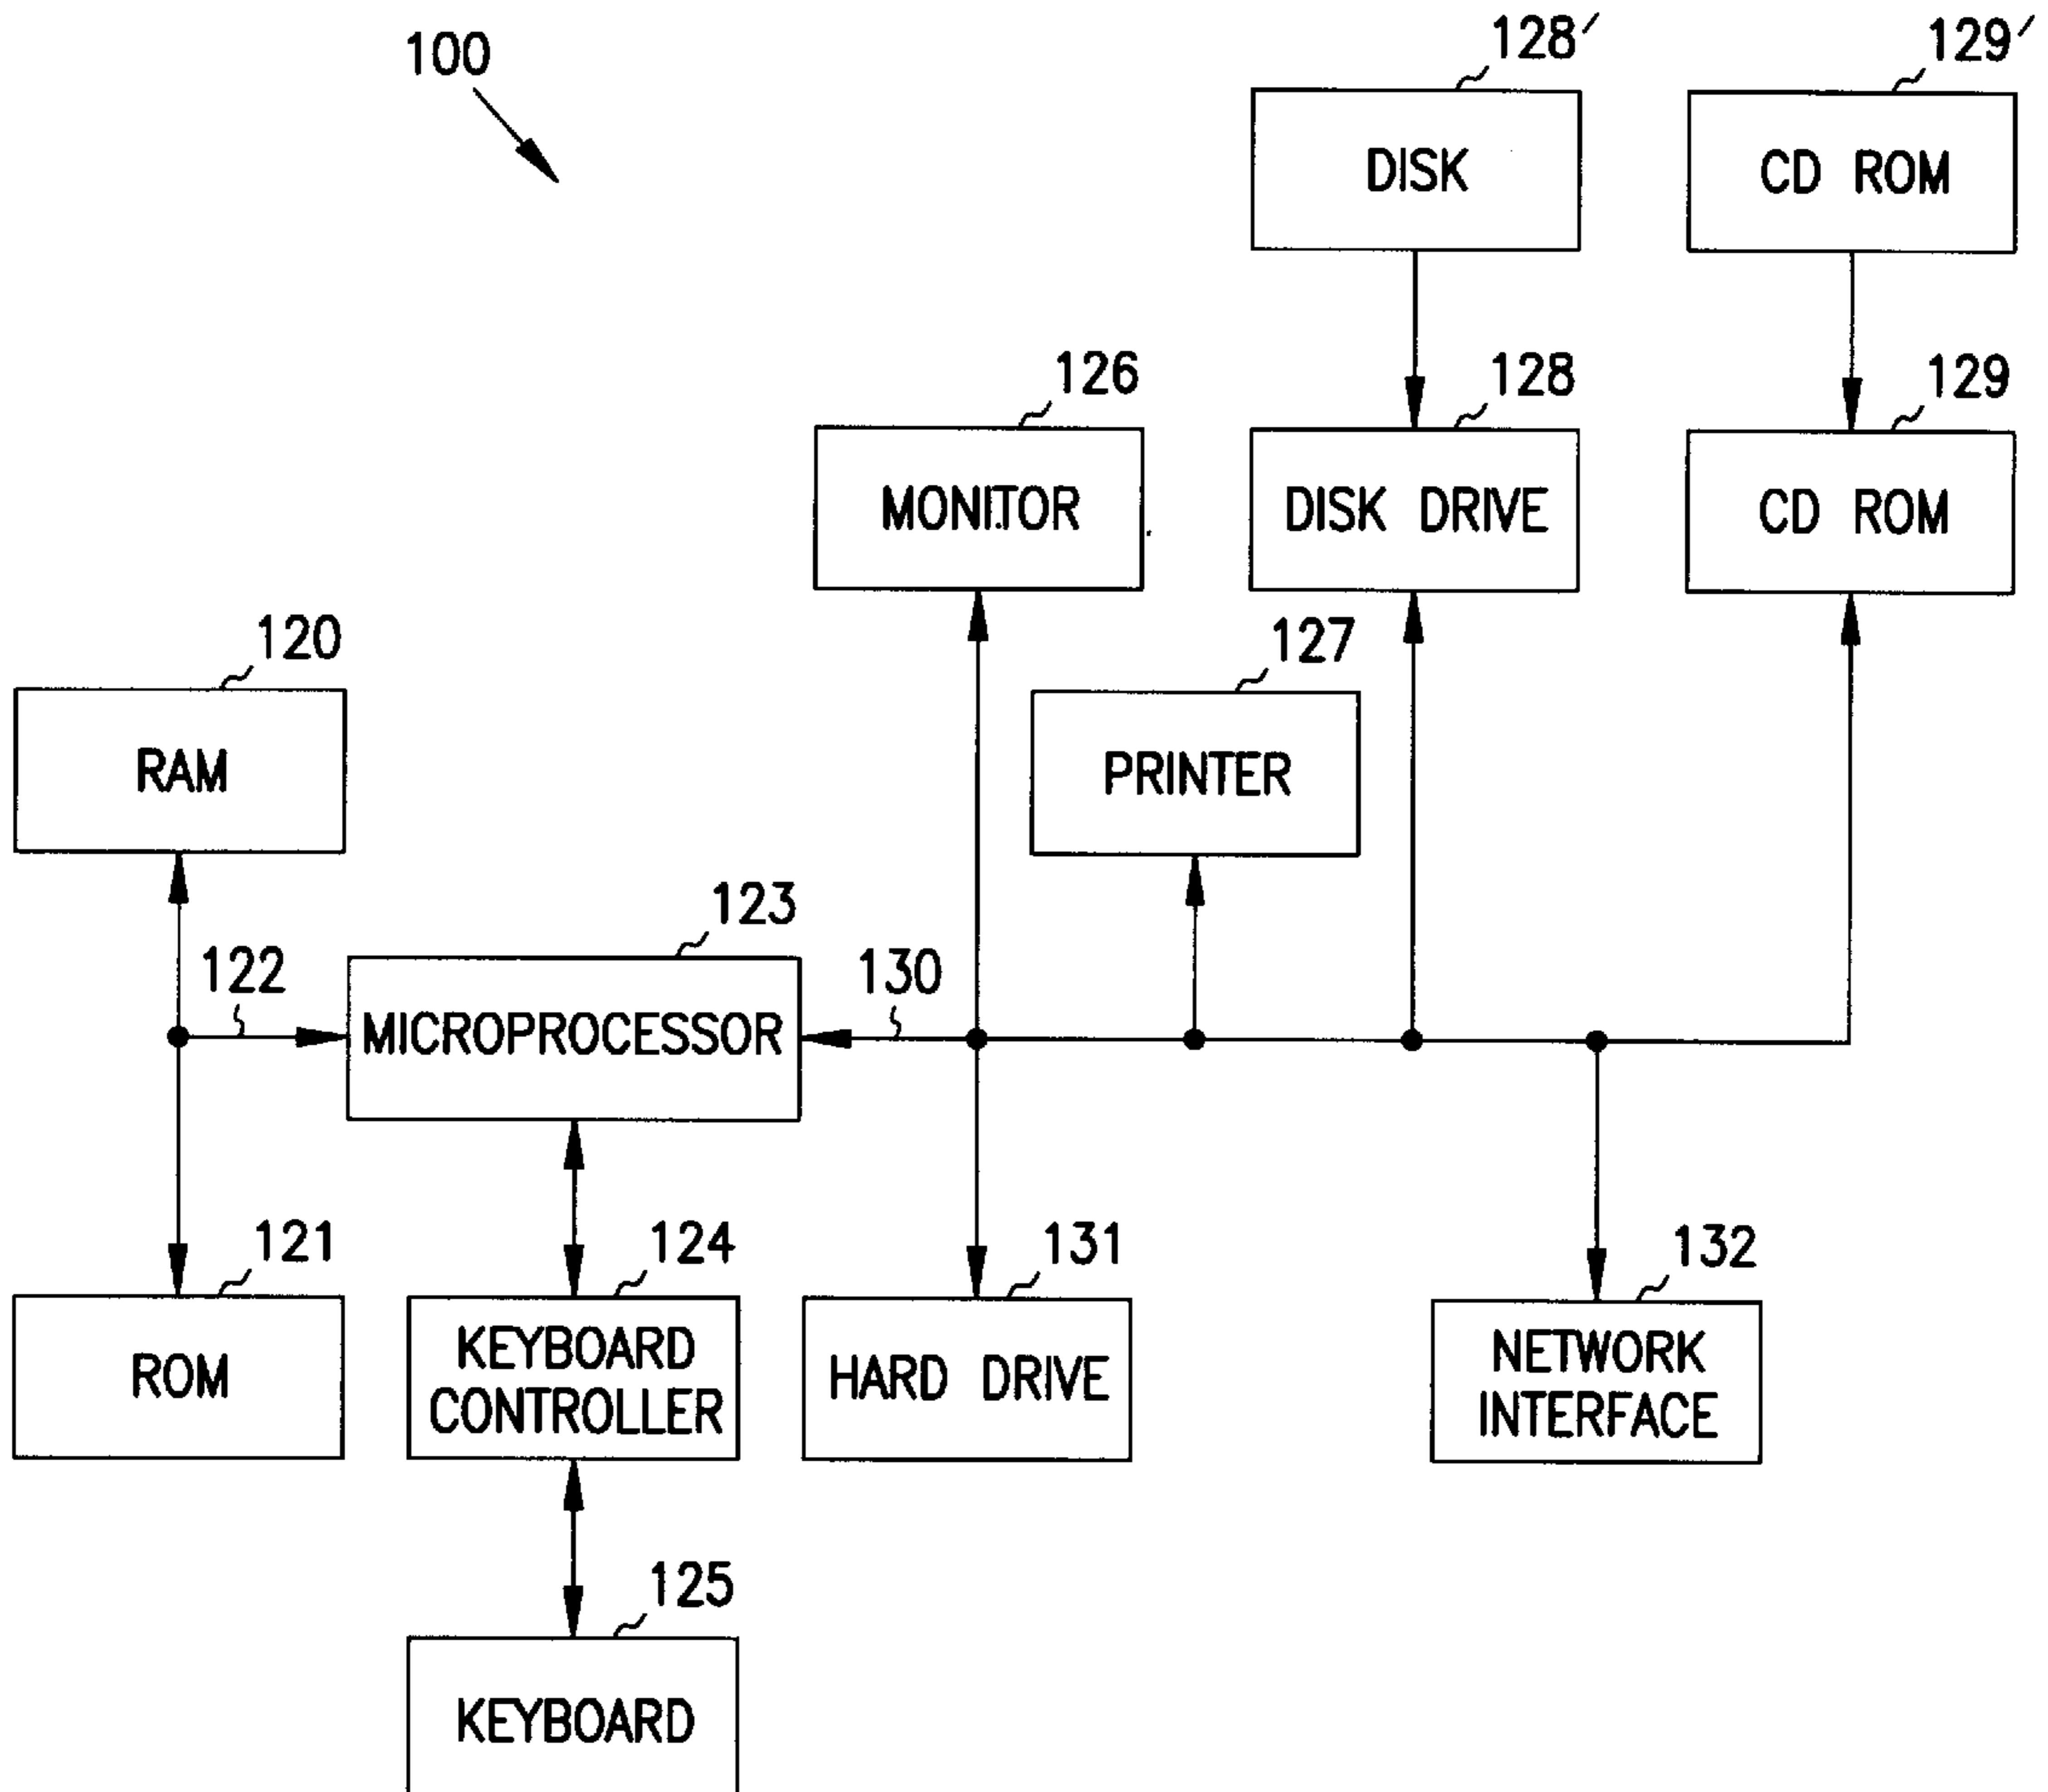 100
128'
129'
DISK
CD ROM
126
128
129
MONITOR
DISK DRIVE
CD ROM
120
127
RAM
PRINTER
123
122
130
MICROPROCESSOR
121
124
131
132
ROM
KEYBOARD
CONTROLLER
HARD DRIVE
NETWORK
INTERFACE
125
KEYBOARD